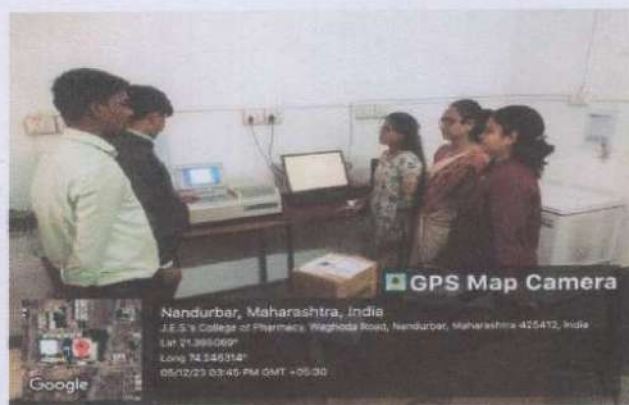 GPS Map Camera
Nandurbar, Maharashtra, India
J.E.S.'s College of Pharmacy, Waghoda Road, Nandurbar, Maharashtra 425412, India
Lat 21.385069°
Long 74.246314°
05/12/23 03:45 PM GMT +05:30
Google